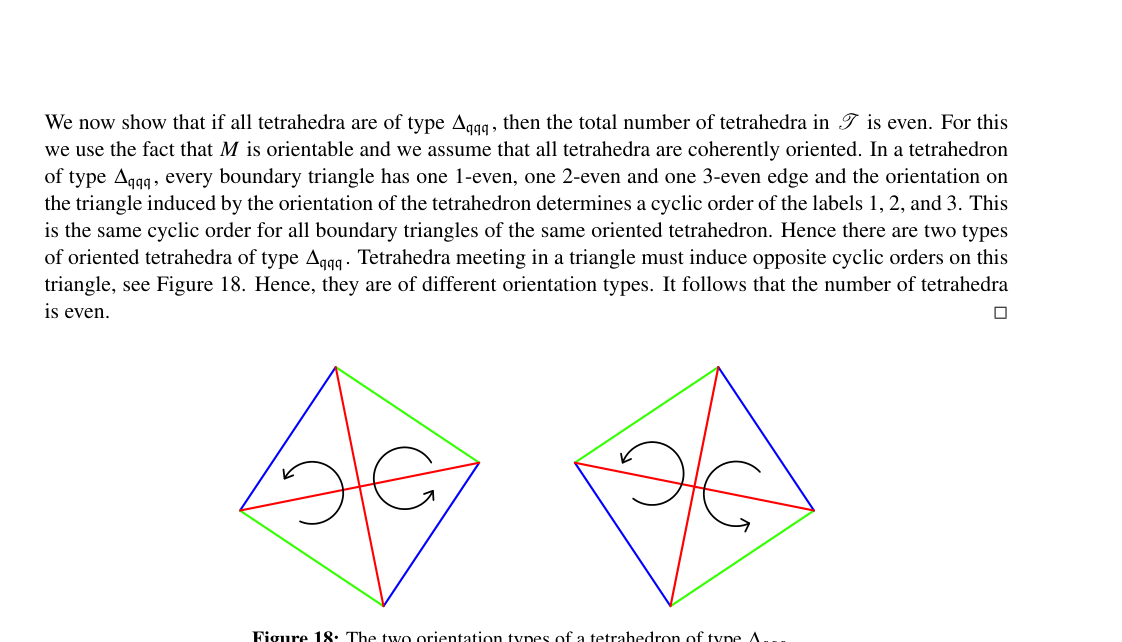 We now show that if all tetrahedra are of type Δqqq, then the total number of tetrahedra in 𝒯 is even. For this
we use the fact that M is orientable and we assume that all tetrahedra are coherently oriented. In a tetrahedron
of type Δqqq, every boundary triangle has one 1-even, one 2-even and one 3-even edge and the orientation on
the triangle induced by the orientation of the tetrahedron determines a cyclic order of the labels 1, 2, and 3. This
is the same cyclic order for all boundary triangles of the same oriented tetrahedron. Hence there are two types
of oriented tetrahedra of type Δqqq. Tetrahedra meeting in a triangle must induce opposite cyclic orders on this
triangle, see Figure 18. Hence, they are of different orientation types. It follows that the number of tetrahedra
is even. □
Figure 18: The two orientation types of a tetrahedron of type Δqqq